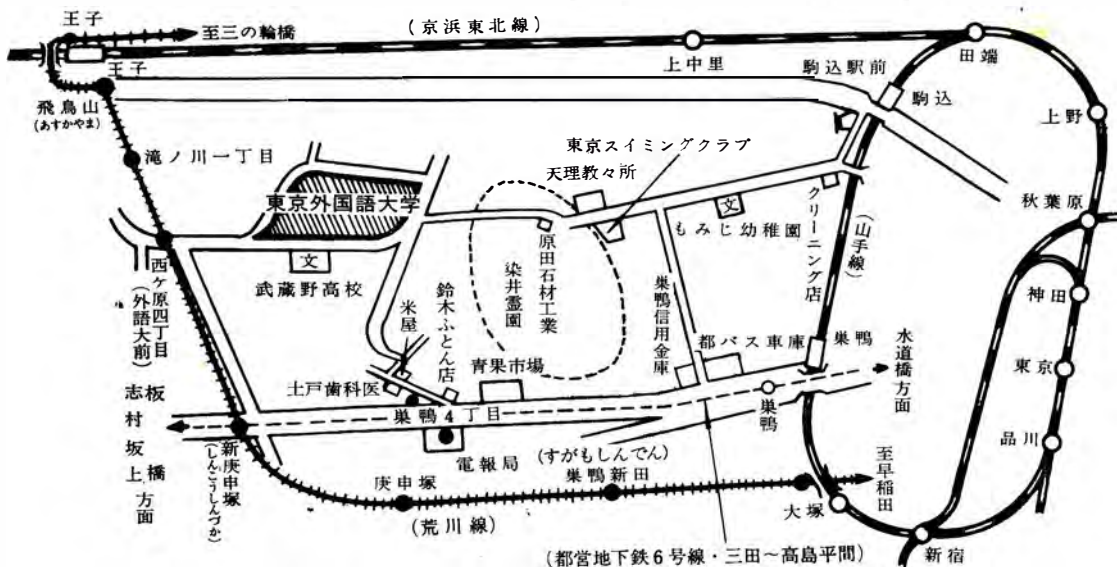 王子
至三の輪橋
(京浜東北線)
王子
上中里
田端
駒込駅前
駒込
上野
飛鳥山
(あすかやま)
滝ノ川一丁目
東京スイミングクラブ
天理教々所
東京外国語大学
文
もみじ幼稚園
クリーニング店
(山手線)
秋葉原
文
武蔵野高校
原田石材工業
染井霊園
西ヶ原四丁目
(外語大前)
米屋
鈴木ふとん店
青果市場
巣鴨信用金庫
都バス車庫
巣鴨
水道橋方面
神田
東京
品川
土戸歯科医
巣鴨4丁目
巣鴨
志村坂上
板橋
方面
新庚申塚
(しんこうしんづか)
電報局
(すがもしんでん)
巣鴨新田
庚申塚
(荒川線)
大塚
至早稲田
新宿
(都営地下鉄6号線・三田~高島平間)